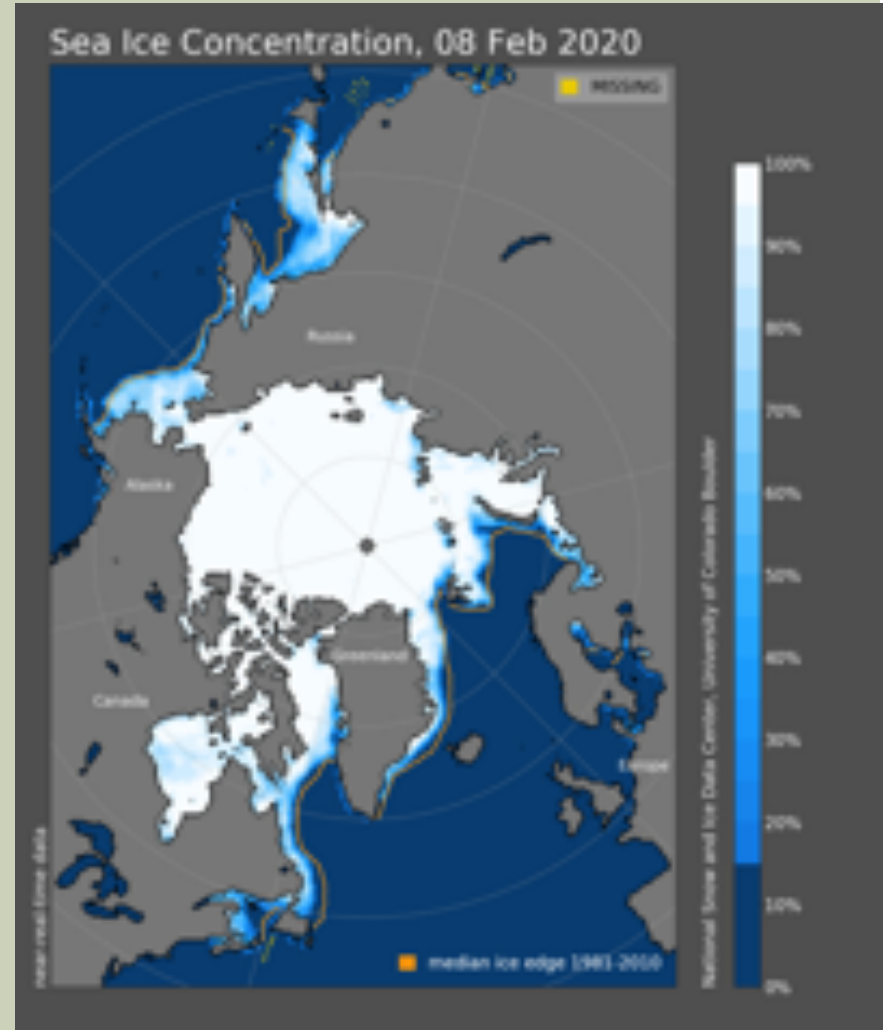 Sea Ice Concentration, 08 Feb 2020
MISSING
100%
90%
80%
70%
60%
50%
40%
30%
20%
10%
0%
Russia
Alaska
Greenland
Canada
Europe
near-real-time data
National Snow and Ice Data Center, University of Colorado Boulder
median ice edge 1981-2010